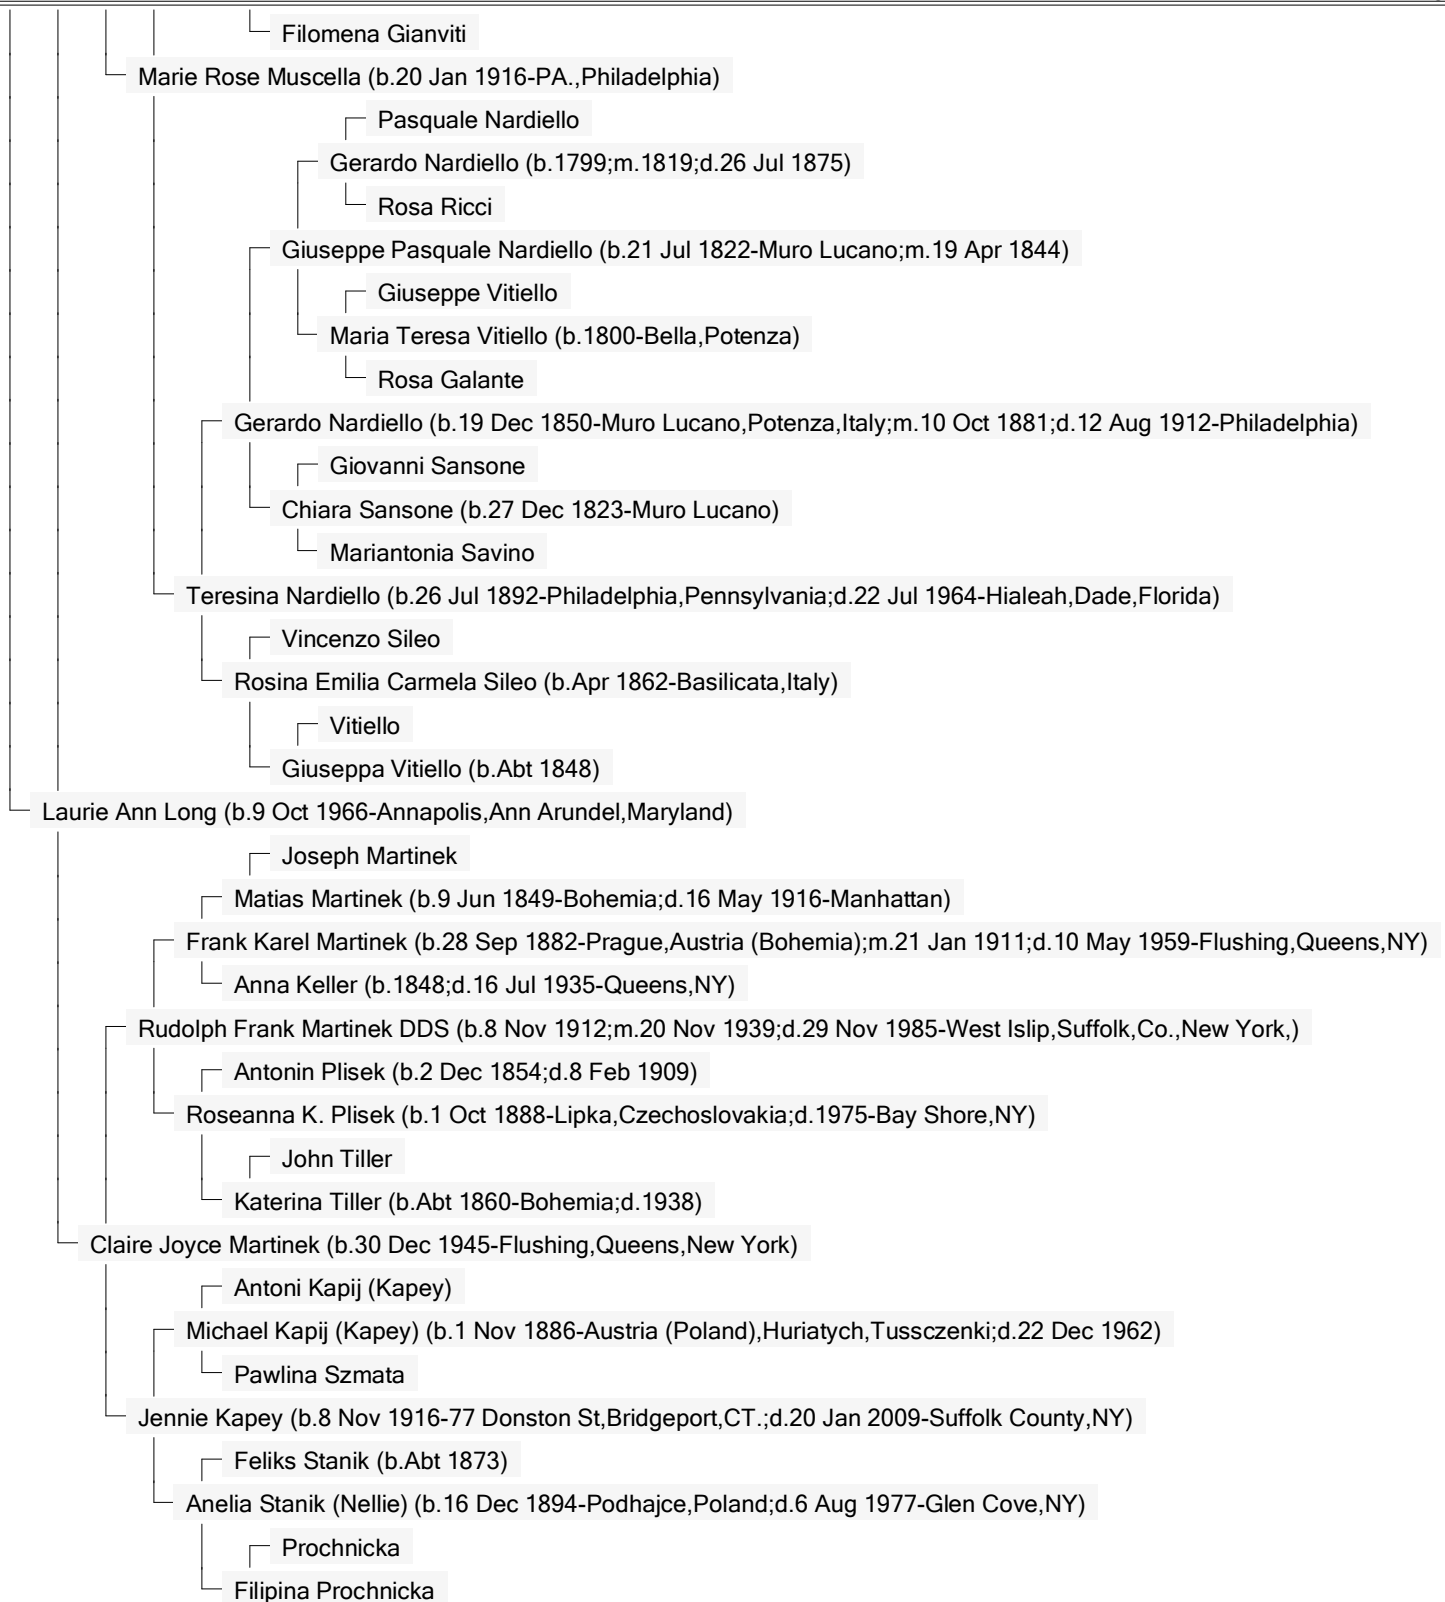 Filomena Gianviti
Marie Rose Muscella (b.20 Jan 1916-PA.,Philadelphia)
Pasquale Nardiello
Gerardo Nardiello (b.1799;m.1819;d.26 Jul 1875)
Rosa Ricci
Giuseppe Pasquale Nardiello (b.21 Jul 1822-Muro Lucano;m.19 Apr 1844)
Giuseppe Vitiello
Maria Teresa Vitiello (b.1800-Bella,Potenza)
Rosa Galante
Gerardo Nardiello (b.19 Dec 1850-Muro Lucano,Potenza,Italy;m.10 Oct 1881;d.12 Aug 1912-Philadelphia)
Giovanni Sansone
Chiara Sansone (b.27 Dec 1823-Muro Lucano)
Mariantonia Savino
Teresina Nardiello (b.26 Jul 1892-Philadelphia,Pennsylvania;d.22 Jul 1964-Hialeah,Dade,Florida)
Vincenzo Sileo
Rosina Emilia Carmela Sileo (b.Apr 1862-Basilicata,Italy)
Vitiello
Giuseppa Vitiello (b.Abt 1848)
Laurie Ann Long (b.9 Oct 1966-Annapolis,Ann Arundel,Maryland)
Joseph Martinek
Matias Martinek (b.9 Jun 1849-Bohemia;d.16 May 1916-Manhattan)
Frank Karel Martinek (b.28 Sep 1882-Prague,Austria (Bohemia);m.21 Jan 1911;d.10 May 1959-Flushing,Queens,NY)
Anna Keller (b.1848;d.16 Jul 1935-Queens,NY)
Rudolph Frank Martinek DDS (b.8 Nov 1912;m.20 Nov 1939;d.29 Nov 1985-West Islip,Suffolk,Co.,New York,)
Antonin Plisek (b.2 Dec 1854;d.8 Feb 1909)
Roseanna K. Plisek (b.1 Oct 1888-Lipka,Czechoslovakia;d.1975-Bay Shore,NY)
John Tiller
Katerina Tiller (b.Abt 1860-Bohemia;d.1938)
Claire Joyce Martinek (b.30 Dec 1945-Flushing,Queens,New York)
Antoni Kapij (Kapey)
Michael Kapij (Kapey) (b.1 Nov 1886-Austria (Poland),Huriatych,Tussczenki;d.22 Dec 1962)
Pawlina Szmata
Jennie Kapey (b.8 Nov 1916-77 Donston St,Bridgeport,CT.;d.20 Jan 2009-Suffolk County,NY)
Feliks Stanik (b.Abt 1873)
Anelia Stanik (Nellie) (b.16 Dec 1894-Podhajce,Poland;d.6 Aug 1977-Glen Cove,NY)
Prochnicka
Filipina Prochnicka